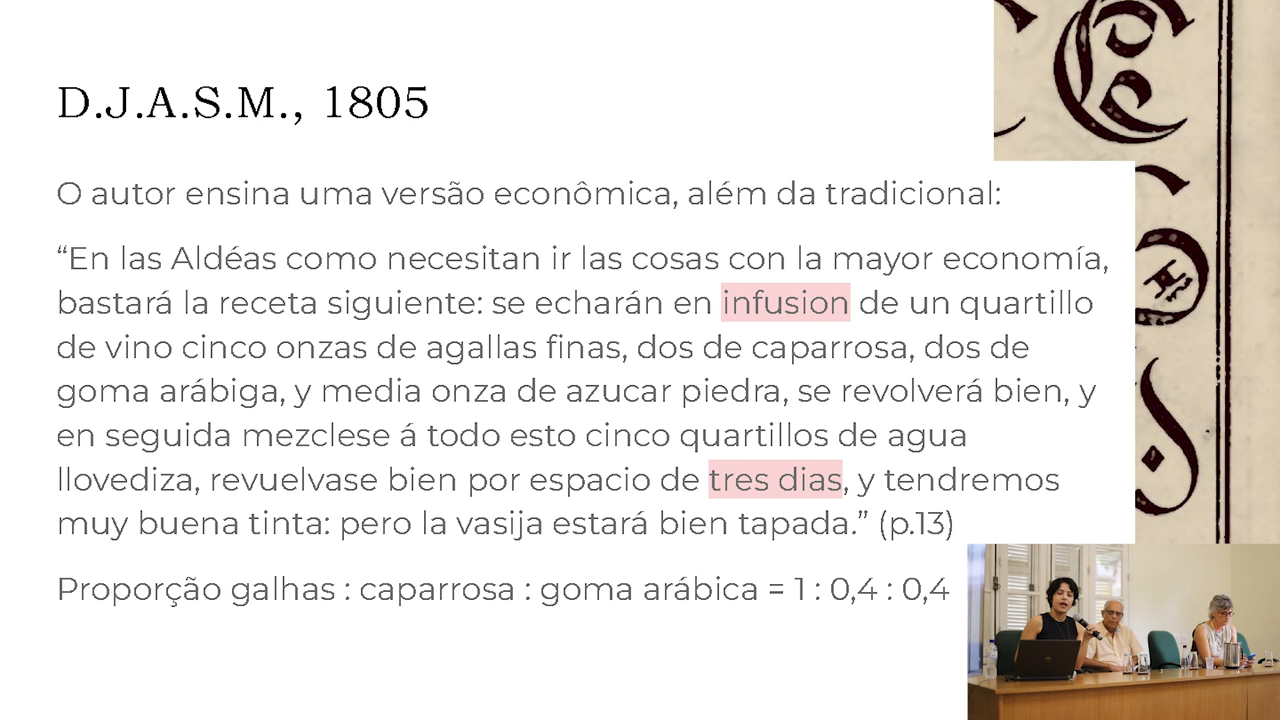 D.J.A.S.M., 1805
O autor ensina uma versão econômica, além da tradicional:
“En las Aldéas como necesitan ir las cosas con la mayor economía,
bastará la receta siguiente: se echarán en infusion de un quartillo
de vino cinco onzas de agallas finas, dos de caparrosa, dos de
goma arábiga, y media onza de azucar piedra, se revolverá bien, y
en seguida mezclese á todo esto cinco quartillos de agua
llovediza, revuelvase bien por espacio de tres dias, y tendremos
muy buena tinta: pero la vasija estará bien tapada.” (p.13)
Proporção galhas : caparrosa : goma arábica = 1 : 0,4 : 0,4